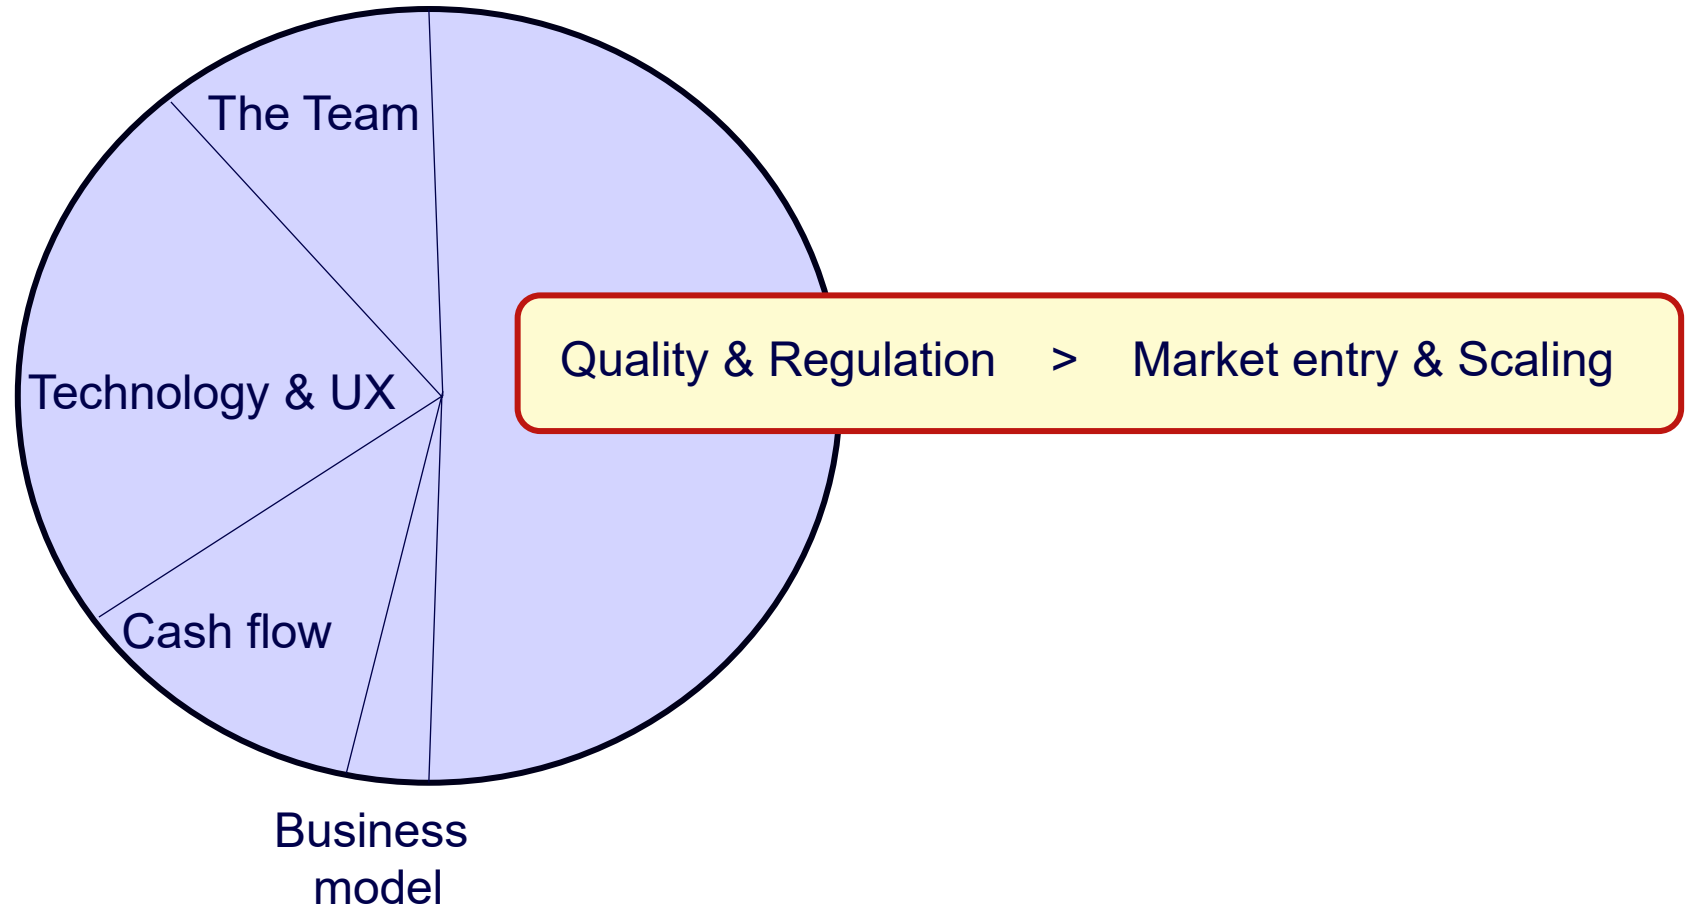 The Team
Quality & Regulation > Market entry & Scaling
Technology & UX
Cash flow
Business
model